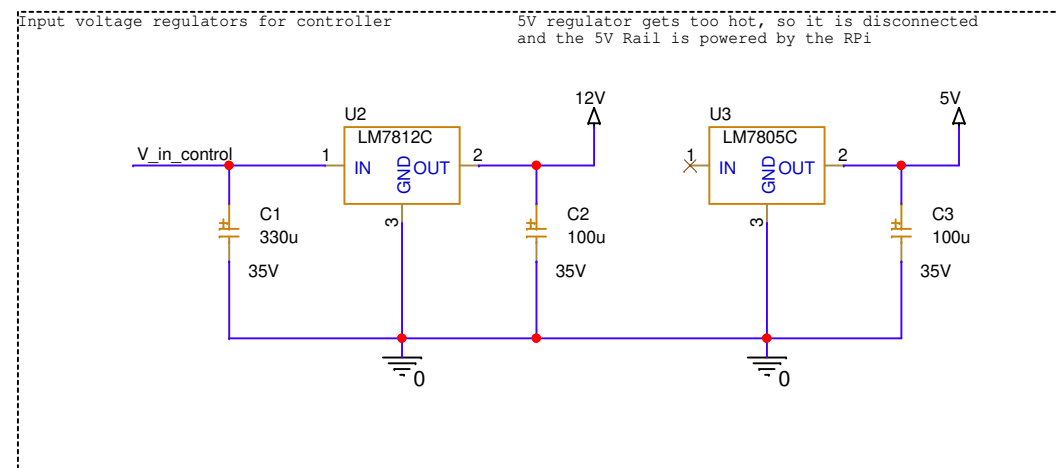 Input voltage regulators for controller
5V regulator gets too hot, so it is disconnected
and the 5V Rail is powered by the RPi
12V
5V
U2
U3
LM7812C
LM7805C
V_in_control
1
IN
GND
OUT
2
3
1
IN
GND
OUT
2
3
C1
330u
35V
C2
100u
35V
C3
100u
35V
0
0